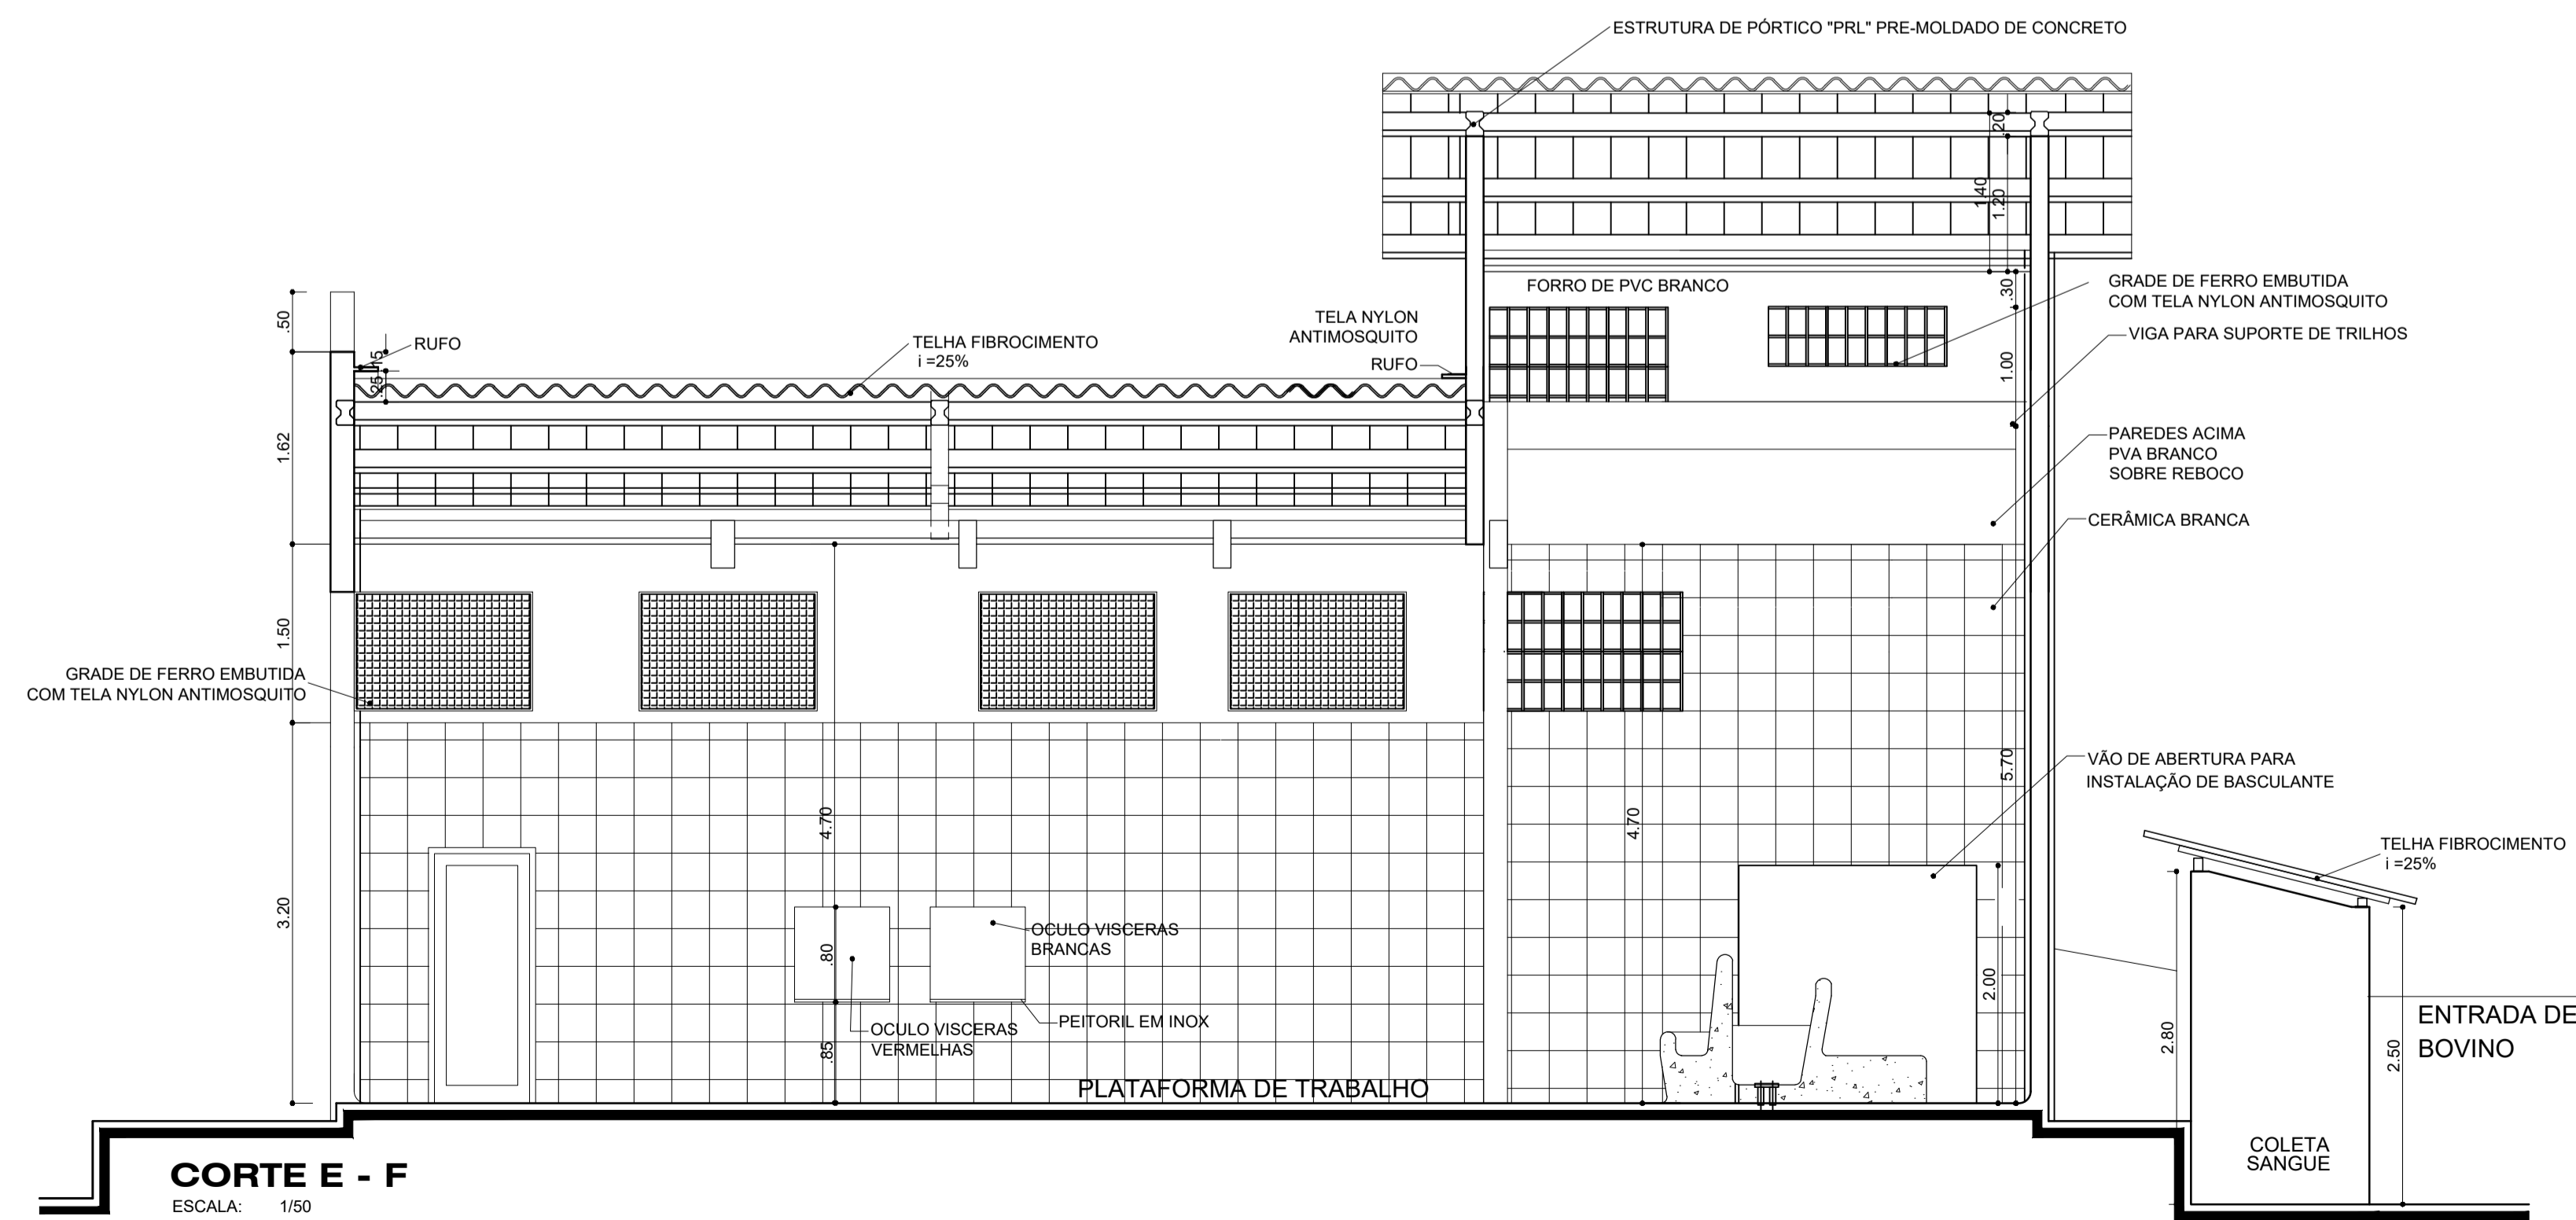 ESTRUTURA DE PÓRTICO "PRL" PRE-MOLDADO DE CONCRETO
.20
1.40
1.20
FORRO DE PVC BRANCO
.30
GRADE DE FERRO EMBUTIDA
COM TELA NYLON ANTIMOSQUITO
VIGA PARA SUPORTE DE TRILHOS
1.00
.50
RUFO
.15
.25
TELHA FIBROCIMENTO
i =25%
TELA NYLON
ANTIMOSQUITO
RUFO
1.62
PAREDES ACIMA
PVA BRANCO
SOBRE REBOCO
CERÂMICA BRANCA
1.50
GRADE DE FERRO EMBUTIDA
COM TELA NYLON ANTIMOSQUITO
VÃO DE ABERTURA PARA
INSTALAÇÃO DE BASCULANTE
5.70
4.70
4.70
TELHA FIBROCIMENTO
i =25%
3.20
OCULO VISCERAS
BRANCAS
.80
2.00
PEITORIL EM INOX
OCULO VISCERAS
VERMELHAS
.85
2.80
2.50
ENTRADA DE
BOVINO
PLATAFORMA DE TRABALHO
COLETA
SANGUE
CORTE E - F
ESCALA: 1/50